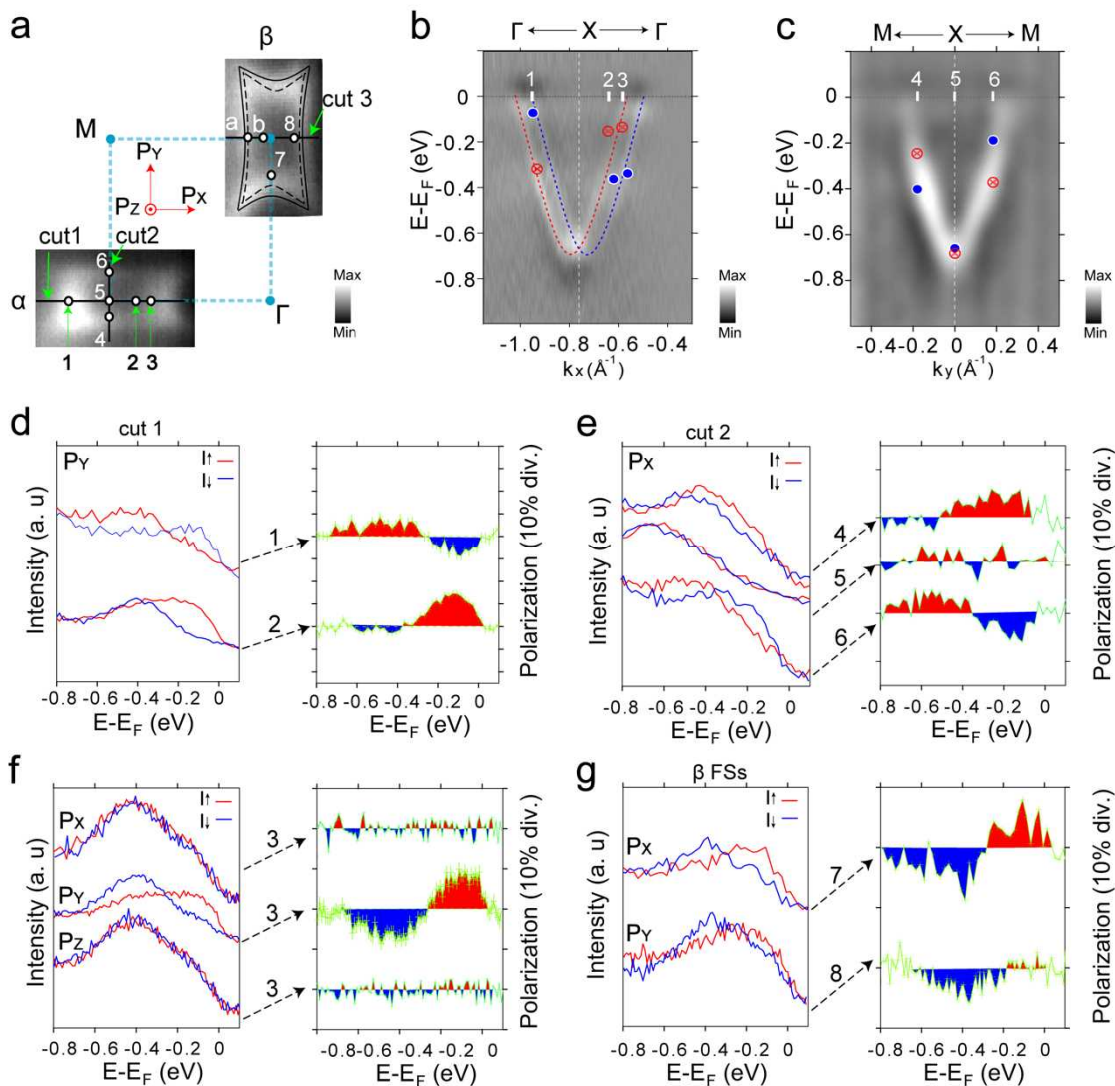 a
β
cut 3
M
a
b
8
7
PY
PZ
PX
cut1
cut2
6
5
4
α
Γ
1
2
3
Max
Min
b
Γ
X
Γ
1
2
3
E-EF (eV)
0
-0.2
-0.4
-0.6
-0.8
-1.0
-0.8
-0.6
-0.4
kx (Å-1)
Max
Min
c
M
X
M
4
5
6
E-EF (eV)
0
-0.2
-0.4
-0.6
-0.8
-0.4
-0.2
0
0.2
0.4
ky (Å-1)
Max
Min
d
cut 1
PY
I↑
I↓
Intensity (a. u)
-0.8 -0.6 -0.4 -0.2 0
E-EF (eV)
1
2
Polarization (10% div.)
-0.8 -0.6 -0.4 -0.2 0
E-EF (eV)
e
cut 2
PX
I↑
I↓
Intensity (a. u)
-0.8 -0.6 -0.4 -0.2 0
E-EF (eV)
4
5
6
Polarization (10% div.)
-0.8 -0.6 -0.4 -0.2 0
E-EF (eV)
f
I↑
I↓
PX
PY
PZ
Intensity (a. u)
-0.8 -0.6 -0.4 -0.2 0
E-EF (eV)
3
3
3
Polarization (10% div.)
-0.8 -0.6 -0.4 -0.2 0
E-EF (eV)
g
β FSs
I↑
I↓
PX
PY
Intensity (a. u)
-0.8 -0.6 -0.4 -0.2 0
E-EF (eV)
7
8
Polarization (10% div.)
-0.8 -0.6 -0.4 -0.2 0
E-EF (eV)